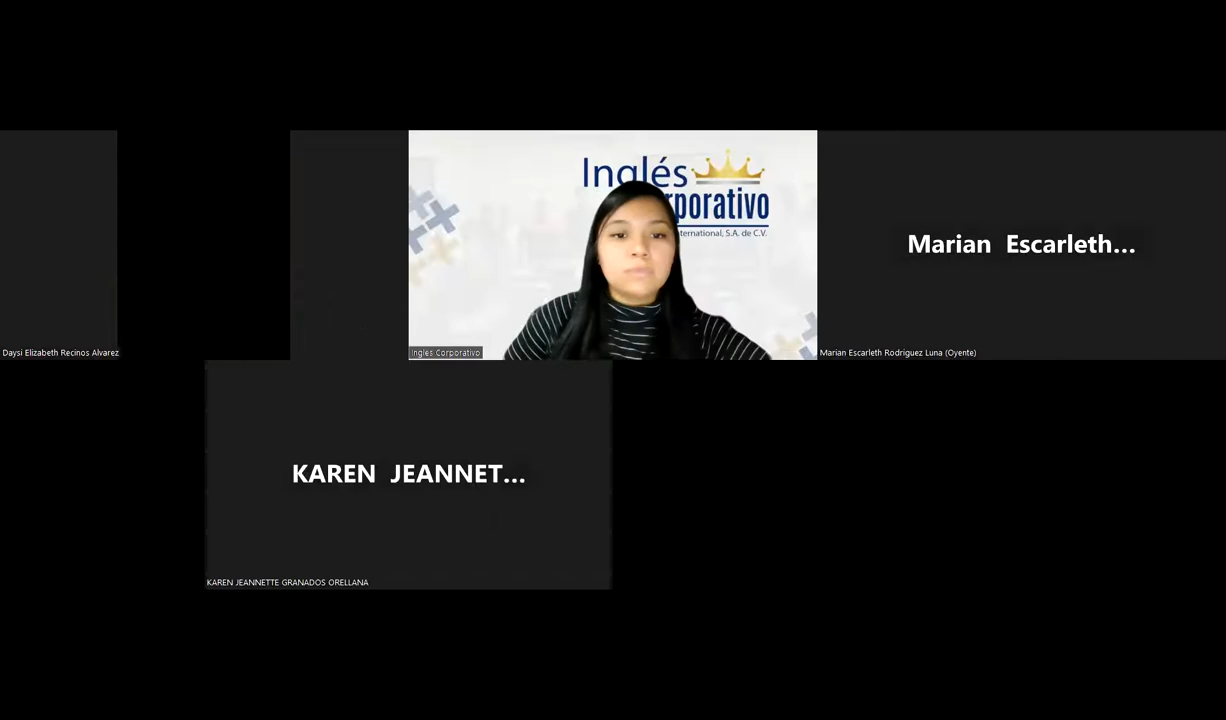 Inglés
rporativo
ternational, S.A. de C.V.
Marian Escarleth...
Daysi Elizabeth Recinos Alvarez
Ingles Corporativo
Marian Escarleth Rodriguez Luna (Oyente)
KAREN JEANNET...
KAREN JEANNETTE GRANADOS ORELLANA